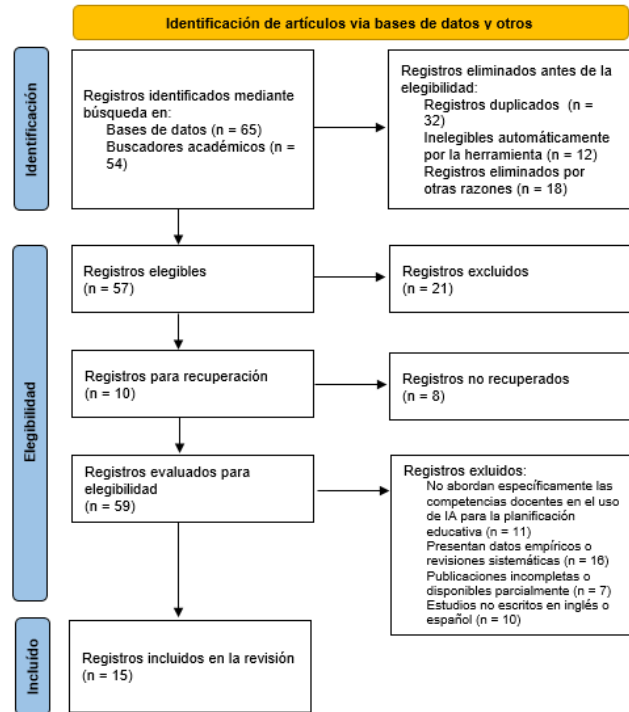 Identificación de artículos via bases de datos y otros
Identificación
Registros identificados mediante
búsqueda en:
Bases de datos (n = 65)
Buscadores académicos (n =
54)
Registros eliminados antes de la
elegibilidad:
Registros duplicados (n =
32)
Inelegibles automáticamente
por la herramienta (n = 12)
Registros eliminados por
otras razones (n = 18)
Elegibilidad
Registros elegibles
(n = 57)
Registros excluidos
(n = 21)
Registros para recuperación
(n = 10)
Registros no recuperados
(n = 8)
Registros evaluados para
elegibilidad
(n = 59)
Registros exluidos:
No abordan específicamente las
competencias docentes en el uso
de IA para la planificación
educativa (n = 11)
Presentan datos empíricos o
revisiones sistemáticas (n = 16)
Publicaciones incompletas o
disponibles parcialmente (n = 7)
Estudios no escritos en inglés o
español (n = 10)
Incluído
Registros incluidos en la revisión
(n = 15)